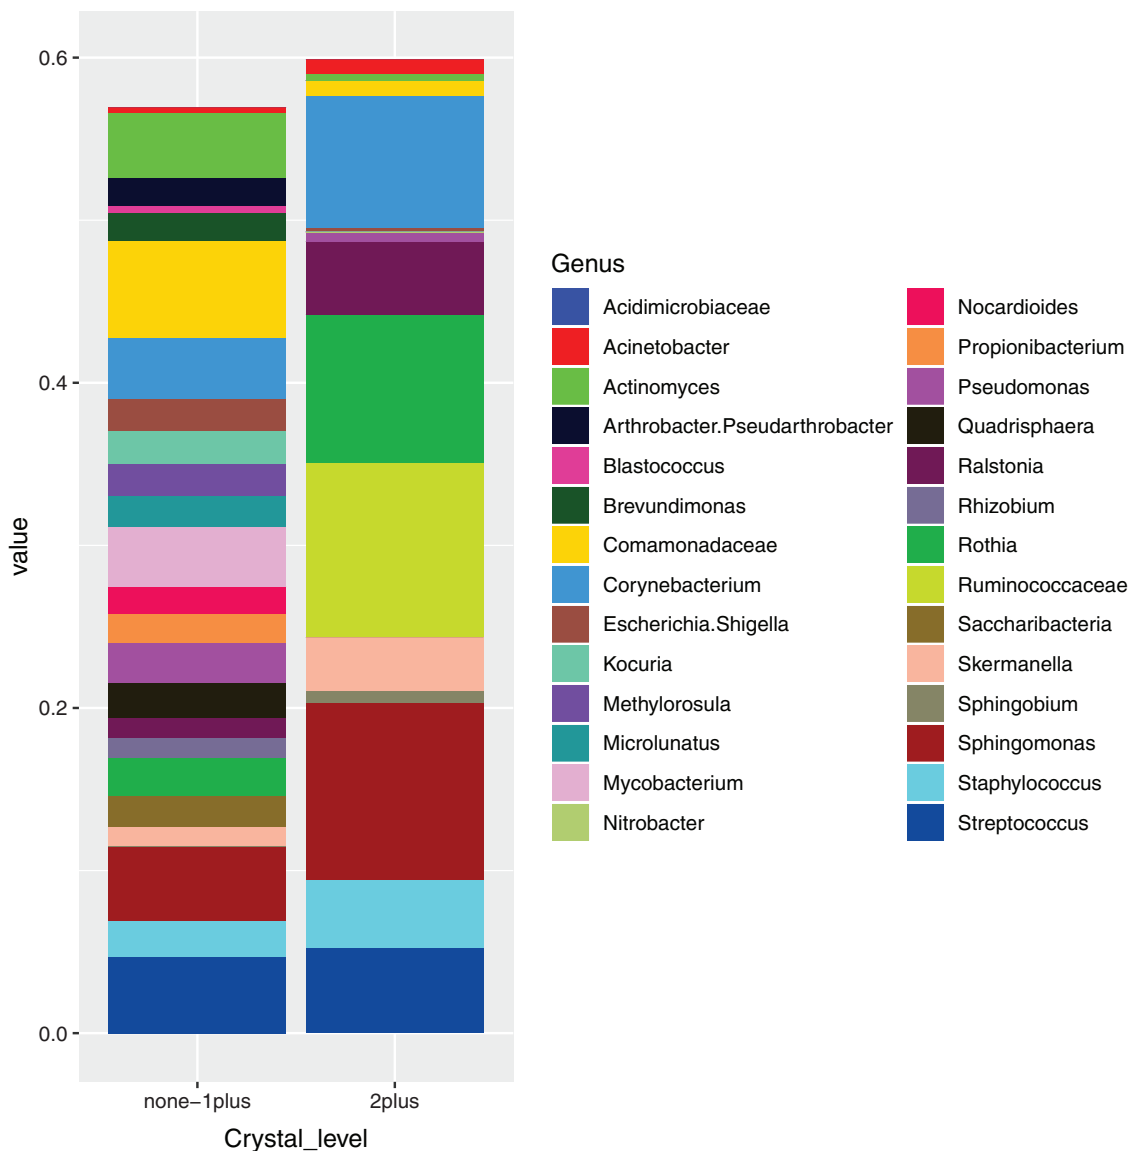 0.6
0.4
0.2
0.0
value
none−1plus
2plus
Crystal_level
Genus
Acidimicrobiaceae
Acinetobacter
Actinomyces
Arthrobacter.Pseudarthrobacter
Blastococcus
Brevundimonas
Comamonadaceae
Corynebacterium
Escherichia.Shigella
Kocuria
Methylorosula
Microlunatus
Mycobacterium
Nitrobacter
Nocardioides
Propionibacterium
Pseudomonas
Quadrisphaera
Ralstonia
Rhizobium
Rothia
Ruminococcaceae
Saccharibacteria
Skermanella
Sphingobium
Sphingomonas
Staphylococcus
Streptococcus